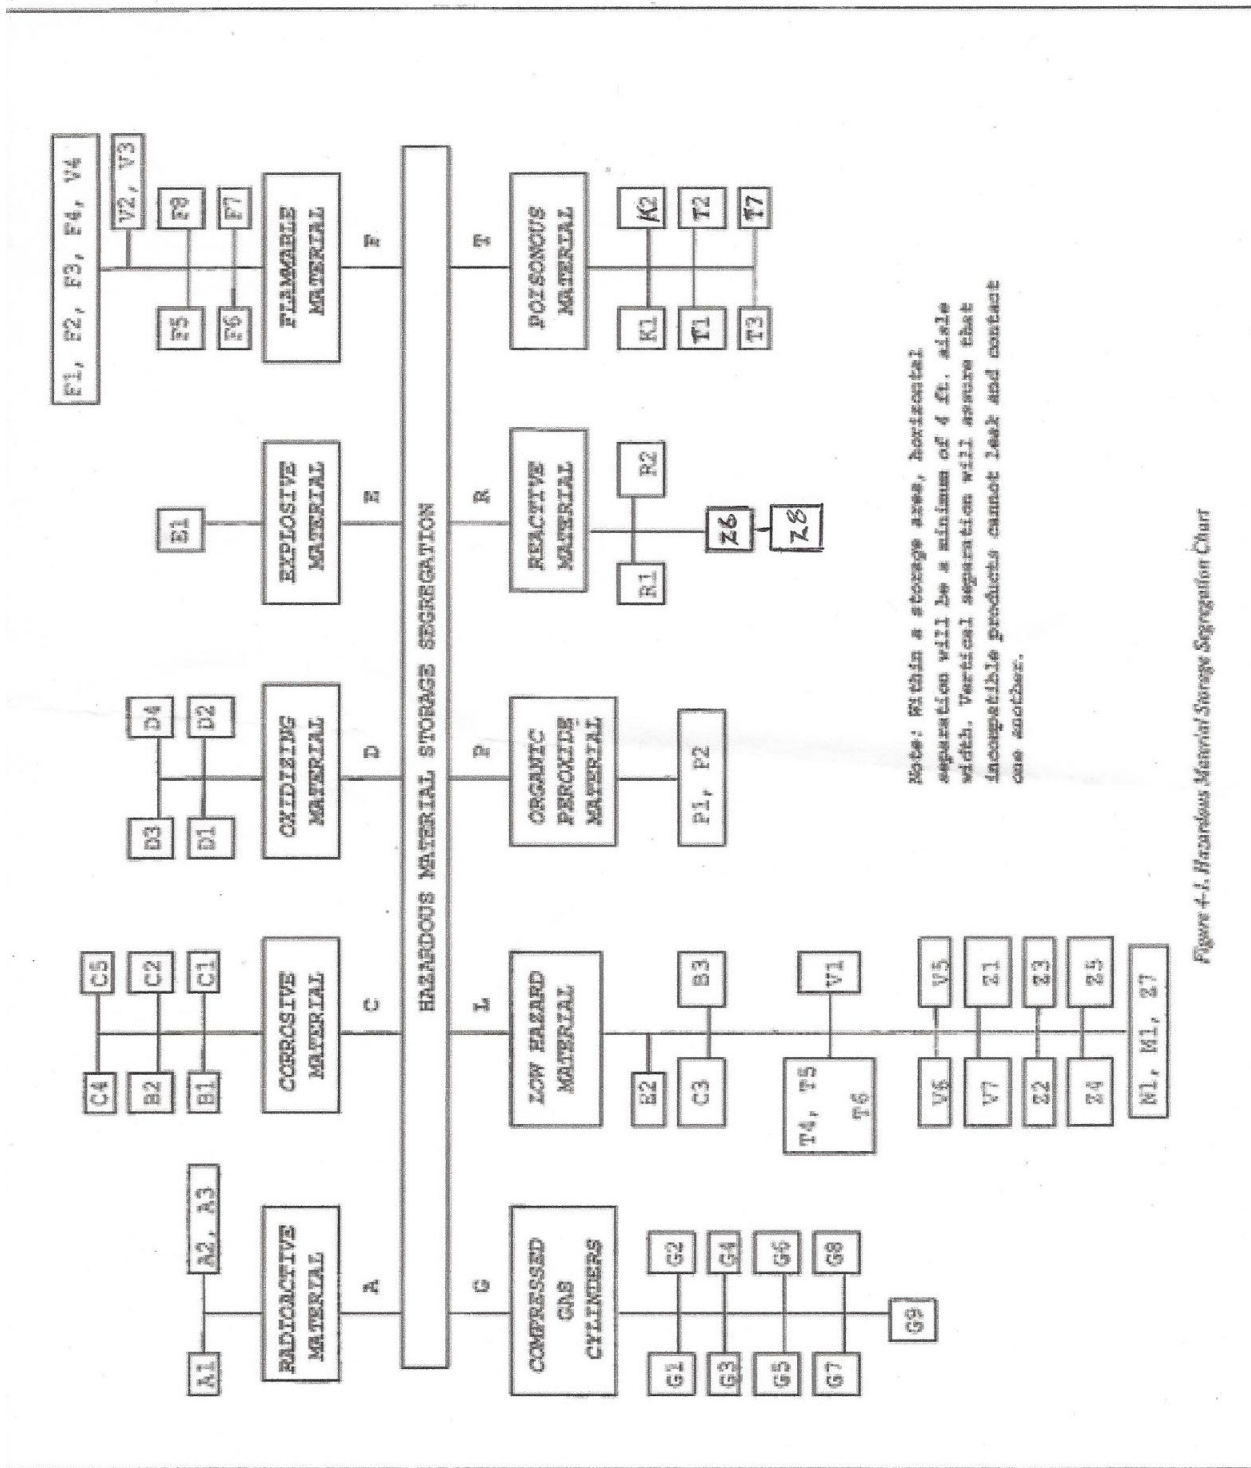 F1, F2, F3, F4, V4
V2, V3
E1
D3
D4
C4
C5
F5
F8
B2
C2
A1
A2, A3
B1
C1
D1
D2
F6
F7
RADIOACTIVE
MATERIAL
CORROSIVE
MATERIAL
OXIDIZING
MATERIAL
EXPLOSIVE
MATERIAL
FLAMMABLE
MATERIAL
A
C
D
E
F
HAZARDOUS MATERIAL STORAGE SEGREGATION
G
L
P
R
T
COMPRESSED
GAS
CYLINDERS
LOW HAZARD
MATERIAL
ORGANIC
PEROXIDE
MATERIAL
REACTIVE
MATERIAL
POISONOUS
MATERIAL
G1
G2
G3
G4
G5
G6
G7
G8
G9
E2
C3
B3
T4, T5
T6
V1
V6
V5
V7
Z1
Z2
Z3
Z4
Z5
N1, M1, Z7
P1, P2
R1
R2
Z6
Z8
K1
K2
T1
T2
T3
T7
Note: Within a storage area, horizontal
separation will be a minimum of 4 ft. aisle
width. Vertical separation will assure that
incompatible products cannot leak and contact
one another.
Figure 4-1. Hazardous Material Storage Segregation Chart